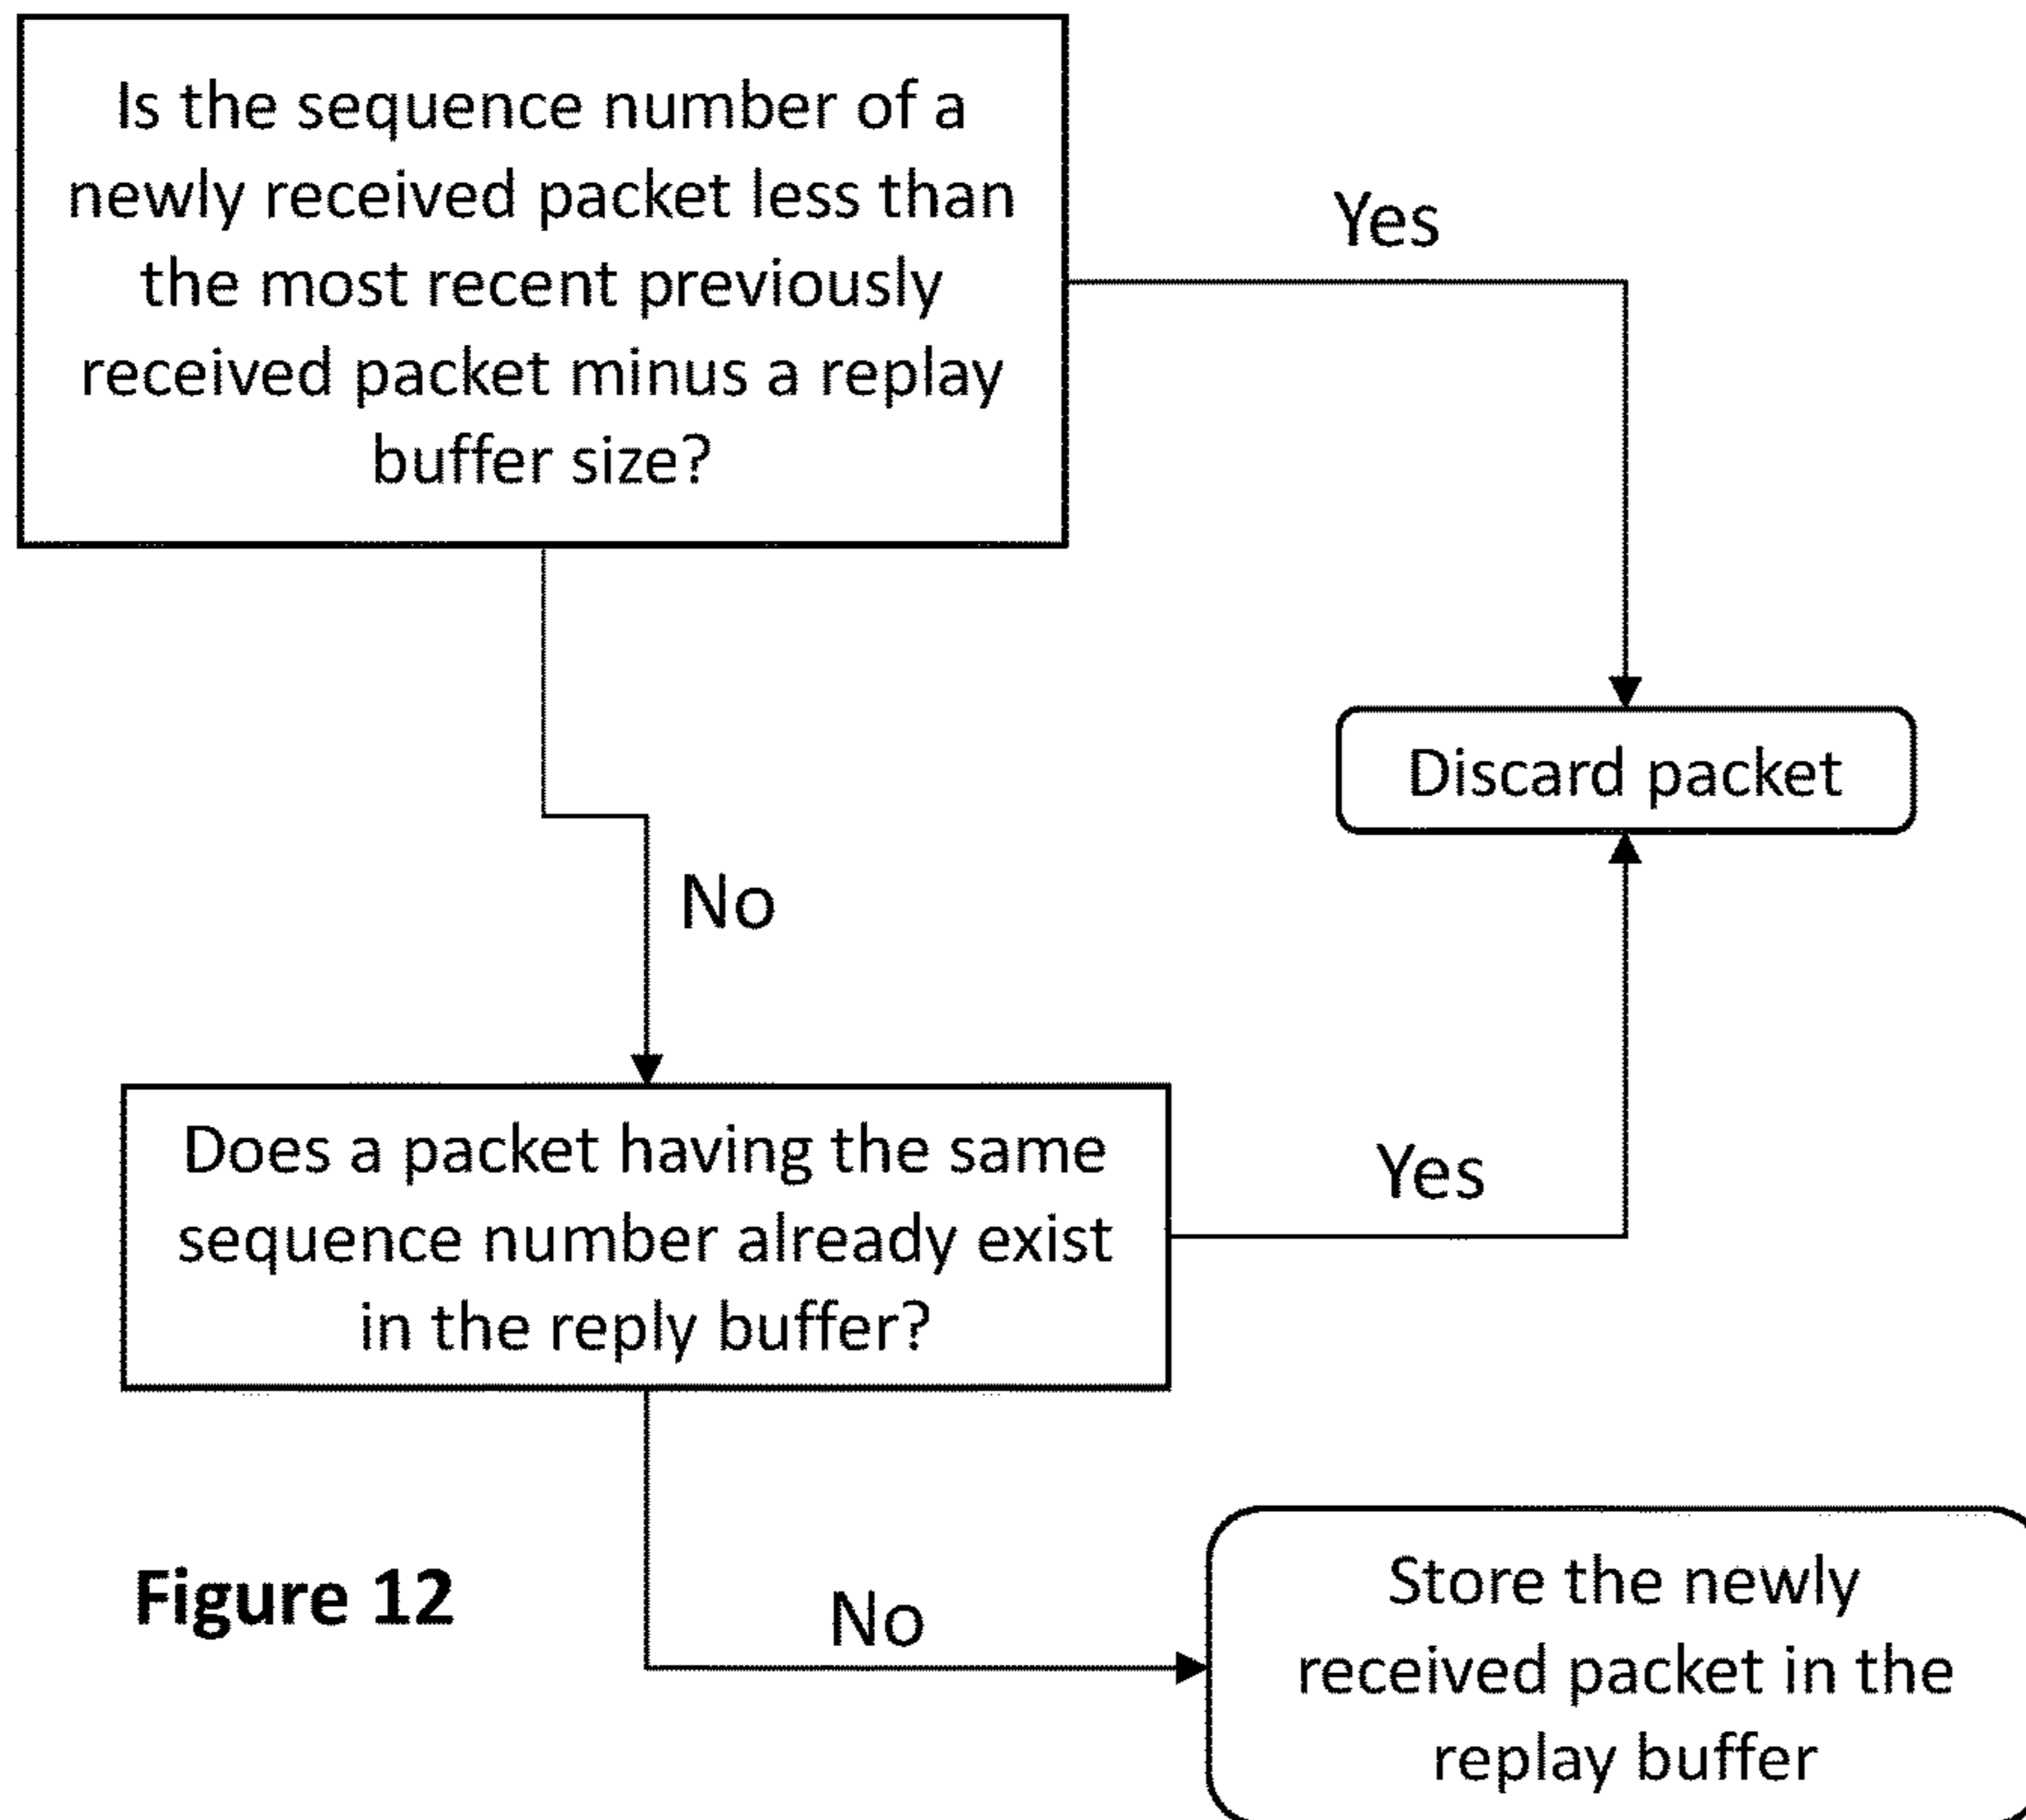 Is the sequence number of a
newly received packet less than
the most recent previously
received packet minus a replay
buffer size?
Yes
Discard packet
No
Does a packet having the same
sequence number already exist
in the reply buffer?
Yes
Figure 12
No
Store the newly
received packet in the
replay buffer